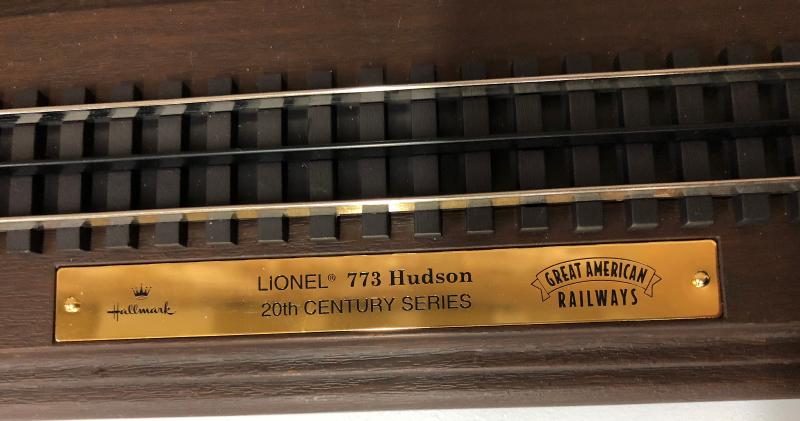 Hallmark
LIONEL® 773 Hudson
20th CENTURY SERIES
GREAT AMERICAN
RAILWAYS